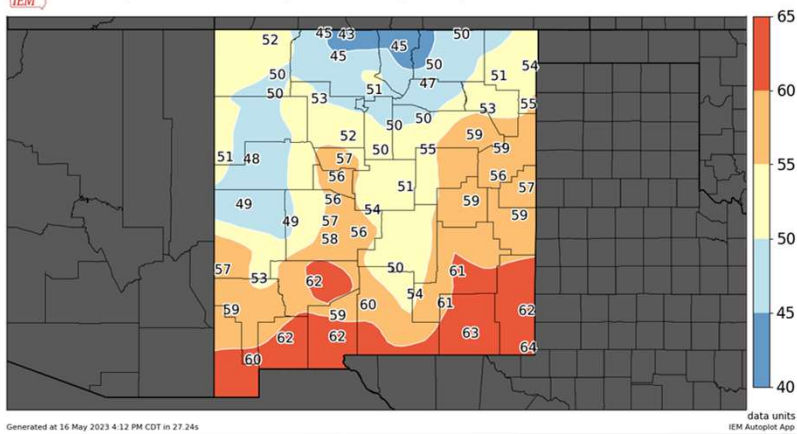 IEM
65
60
55
50
45
40
52 45 43 45 50
45 50 54
50 51 47 51
50 53 53 55
50 50 59
52 50 55 59
51 48 57
56 51 56 57
49 56 54 59 59
49 57 56
58
57 53 62 50 61
54
59 60 61 62
59
62 62 63 64
60
data units
Generated at 16 May 2023 4:12 PM CDT in 27.24s
IEM Autoplot App